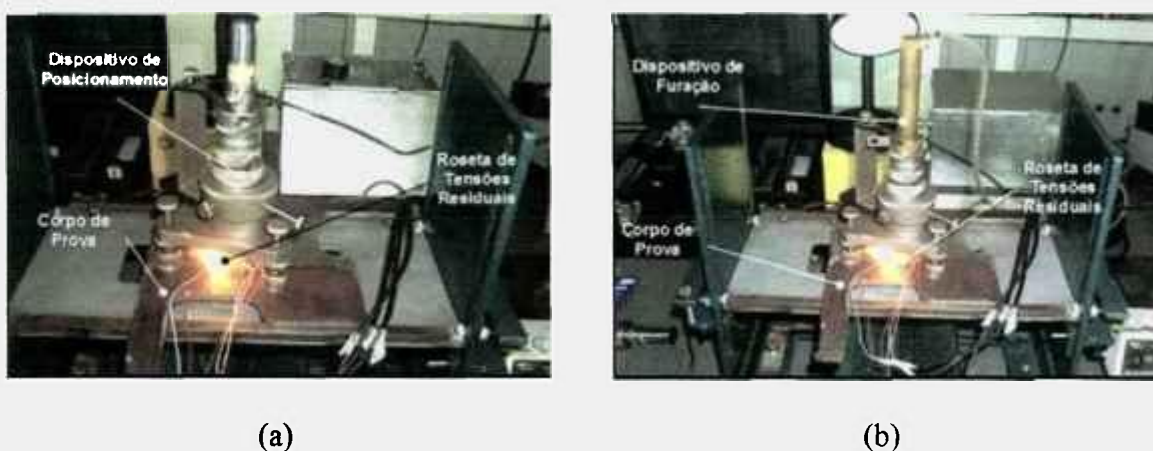 Dispositivo de
Posicionamento
Roseta de
Tensões
Residuais
Corpo de
Prova
(a)
Dispositivo de
Furação
Roseta de
Tensões
Residuais
Corpo de
Prova
(b)